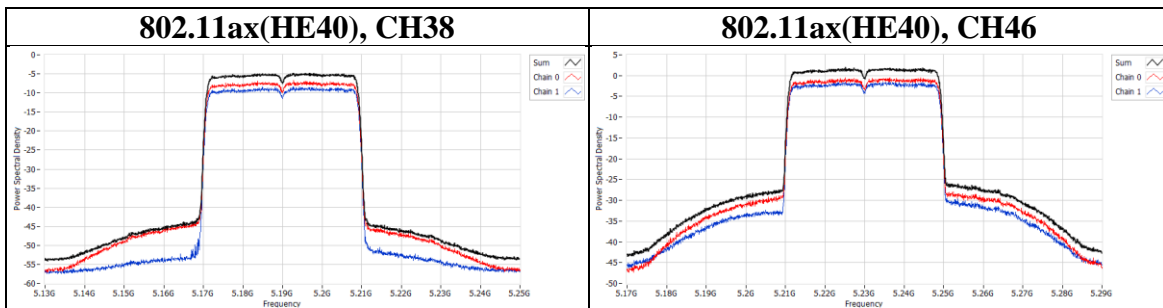 802.11ax(HE40), CH38
802.11ax(HE40), CH46
0
-5
-10
-15
-20
-25
-30
-35
-40
-45
-50
-55
-60
Power Spectral Density
5.13G 5.14G 5.15G 5.16G 5.17G 5.18G 5.19G 5.2G 5.21G 5.22G 5.23G 5.24G 5.25G
Frequency
Sum
Chain 0
Chain 1
5
0
-5
-10
-15
-20
-25
-30
-35
-40
-45
-50
Power Spectral Density
5.17G 5.18G 5.19G 5.2G 5.21G 5.22G 5.23G 5.24G 5.25G 5.26G 5.27G 5.28G 5.29G
Frequency
Sum
Chain 0
Chain 1